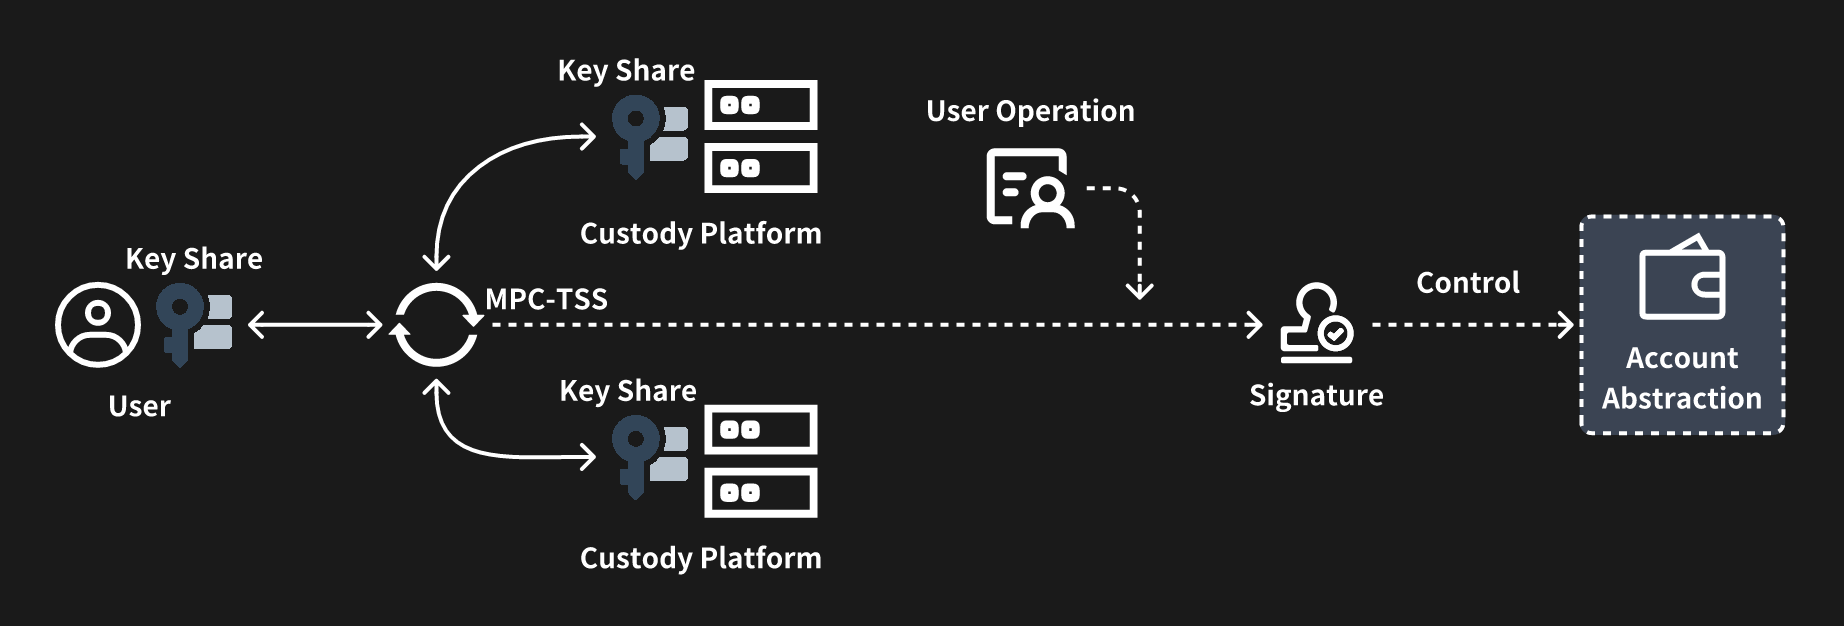 Key Share
Custody Platform
User Operation
Key Share
User
MPC-TSS
Key Share
Custody Platform
Signature
Control
Account
Abstraction